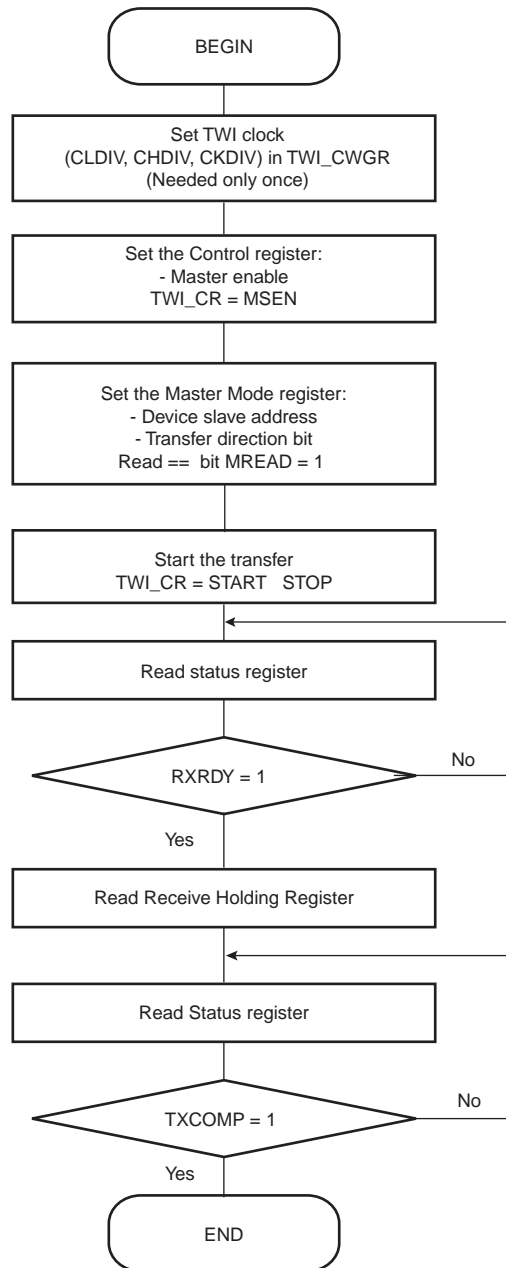 BEGIN
Set TWI clock
(CLDIV, CHDIV, CKDIV) in TWI_CWGR
(Needed only once)
Set the Control register:
- Master enable
TWI_CR = MSEN
Set the Master Mode register:
- Device slave address
- Transfer direction bit
Read == bit MREAD = 1
Start the transfer
TWI_CR = START STOP
Read status register
RXRDY = 1
No
Yes
Read Receive Holding Register
Read Status register
TXCOMP = 1
No
Yes
END